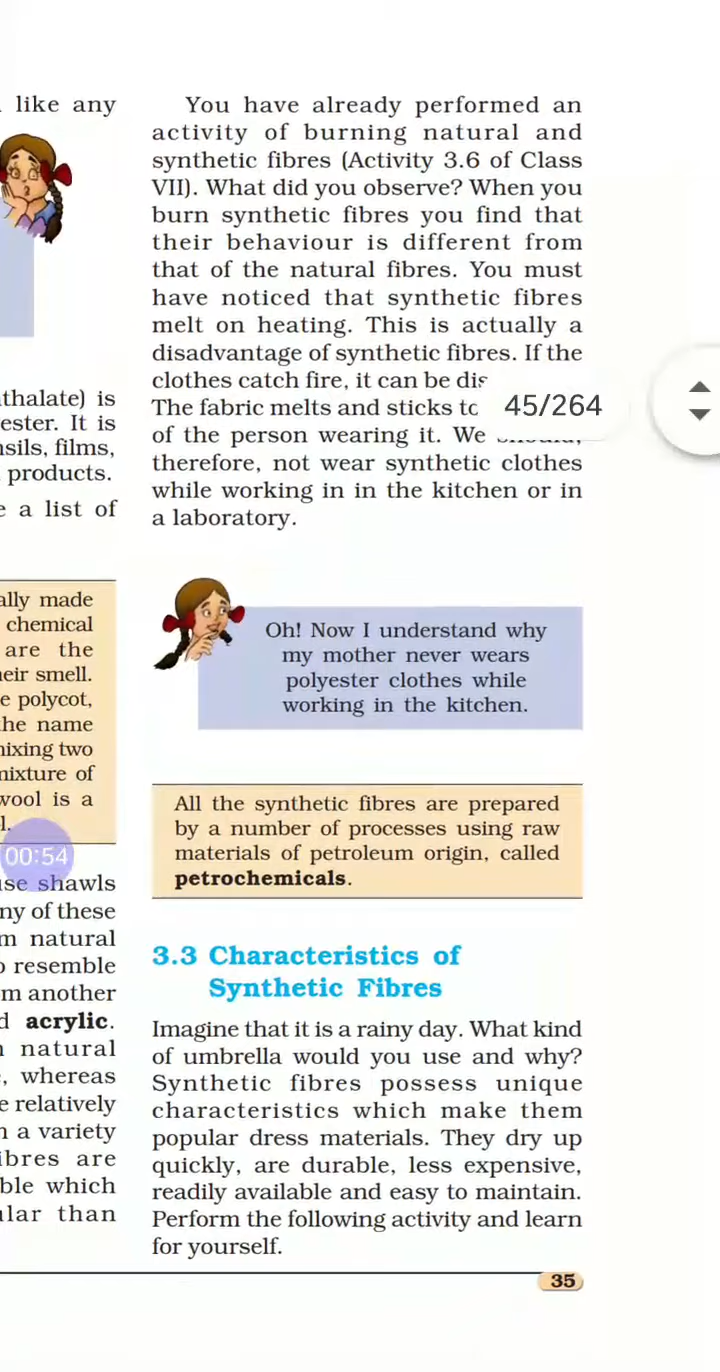 like any
thalate) is
ester. It is
sils, films,
products.
e a list of
ally made
chemical
are the
eir smell.
e polycot,
he name
ixing two
ixture of
wool is a
l.
00:54
use shawls
ny of these
m natural
o resemble
m another
d acrylic.
n natural
, whereas
e relatively
n a variety
ibres are
ble which
ular than
You have already performed an
activity of burning natural and
synthetic fibres (Activity 3.6 of Class
VII). What did you observe? When you
burn synthetic fibres you find that
their behaviour is different from
that of the natural fibres. You must
have noticed that synthetic fibres
melt on heating. This is actually a
disadvantage of synthetic fibres. If the
clothes catch fire, it can be dis
The fabric melts and sticks to
45/264
of the person wearing it. We should,
therefore, not wear synthetic clothes
while working in in the kitchen or in
a laboratory.
Oh! Now I understand why
my mother never wears
polyester clothes while
working in the kitchen.
All the synthetic fibres are prepared
by a number of processes using raw
materials of petroleum origin, called
petrochemicals.
3.3 Characteristics of
Synthetic Fibres
Imagine that it is a rainy day. What kind
of umbrella would you use and why?
Synthetic fibres possess unique
characteristics which make them
popular dress materials. They dry up
quickly, are durable, less expensive,
readily available and easy to maintain.
Perform the following activity and learn
for yourself.
35